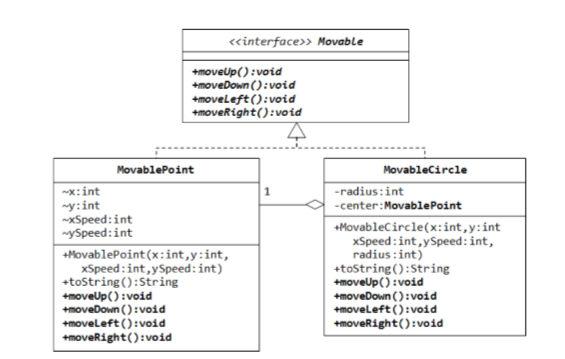 <<interface>> Movable
+moveUp():void
+moveDown():void
+moveLeft():void
+moveRight():void
MovablePoint
~x:int
~y:int
~xSpeed:int
~ySpeed:int
+MovablePoint(x:int,y:int,
xSpeed:int,ySpeed:int)
+toString():String
+moveUp():void
+moveDown():void
+moveLeft():void
+moveRight():void
1
MovableCircle
-radius:int
-center:MovablePoint
+MovableCircle(x:int,y:int
xSpeed:int,ySpeed:int,
radius:int)
+toString():String
+moveUp():void
+moveDown():void
+moveLeft():void
+moveRight():void